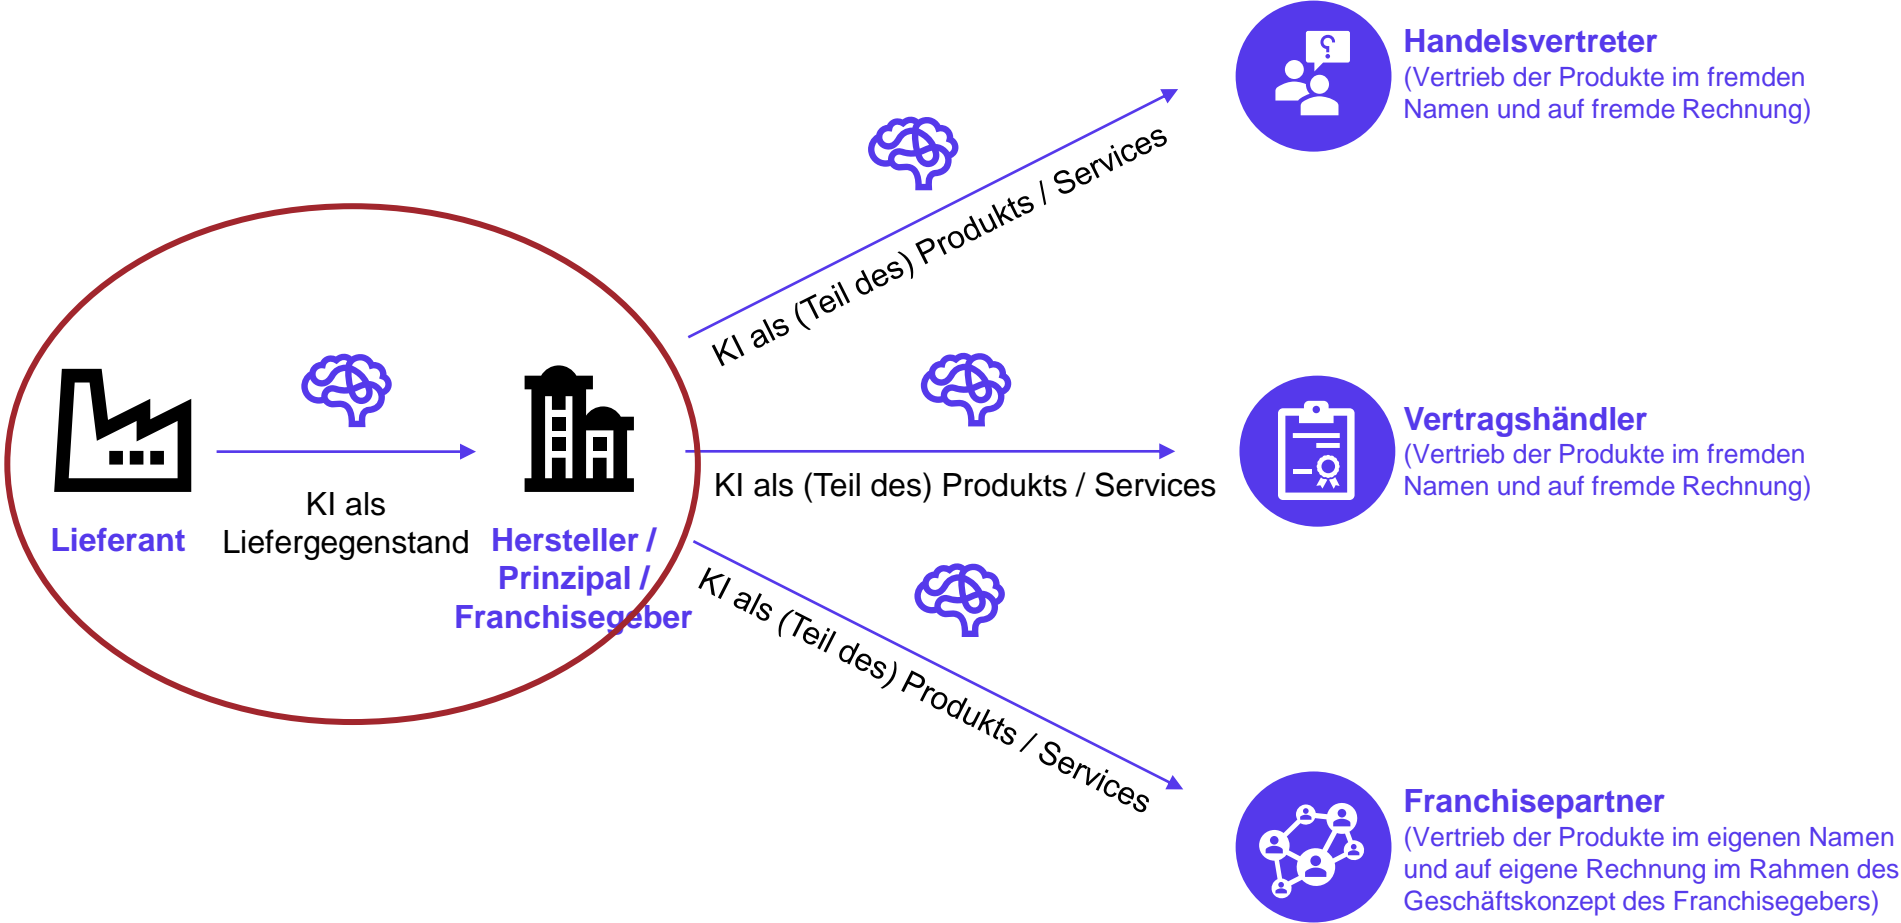 Handelsvertreter
(Vertrieb der Produkte im fremden
Namen und auf fremde Rechnung)
KI als (Teil des) Produkts / Services
Lieferant
KI als
Liefergegenstand
Hersteller /
Prinzipal /
Franchisegeber
KI als (Teil des) Produkts / Services
Vertragshändler
(Vertrieb der Produkte im fremden
Namen und auf fremde Rechnung)
KI als (Teil des) Produkts / Services
Franchisepartner
(Vertrieb der Produkte im eigenen Namen
und auf eigene Rechnung im Rahmen des
Geschäftskonzept des Franchisegebers)